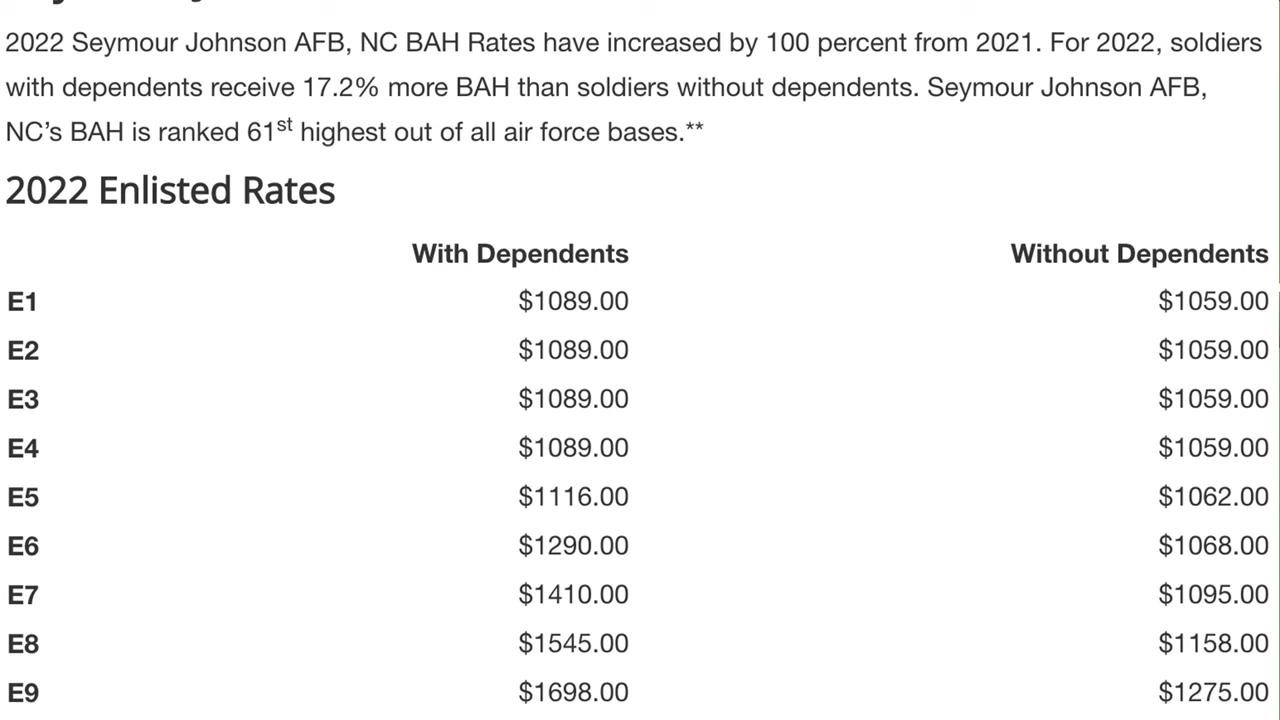 2022 Seymour Johnson AFB, NC BAH Rates have increased by 100 percent from 2021. For 2022, soldiers
with dependents receive 17.2% more BAH than soldiers without dependents. Seymour Johnson AFB,
NC’s BAH is ranked 61st highest out of all air force bases.**
2022 Enlisted Rates
With Dependents Without Dependents
E1 $1089.00 $1059.00
E2 $1089.00 $1059.00
E3 $1089.00 $1059.00
E4 $1089.00 $1059.00
E5 $1116.00 $1062.00
E6 $1290.00 $1068.00
E7 $1410.00 $1095.00
E8 $1545.00 $1158.00
E9 $1698.00 $1275.00